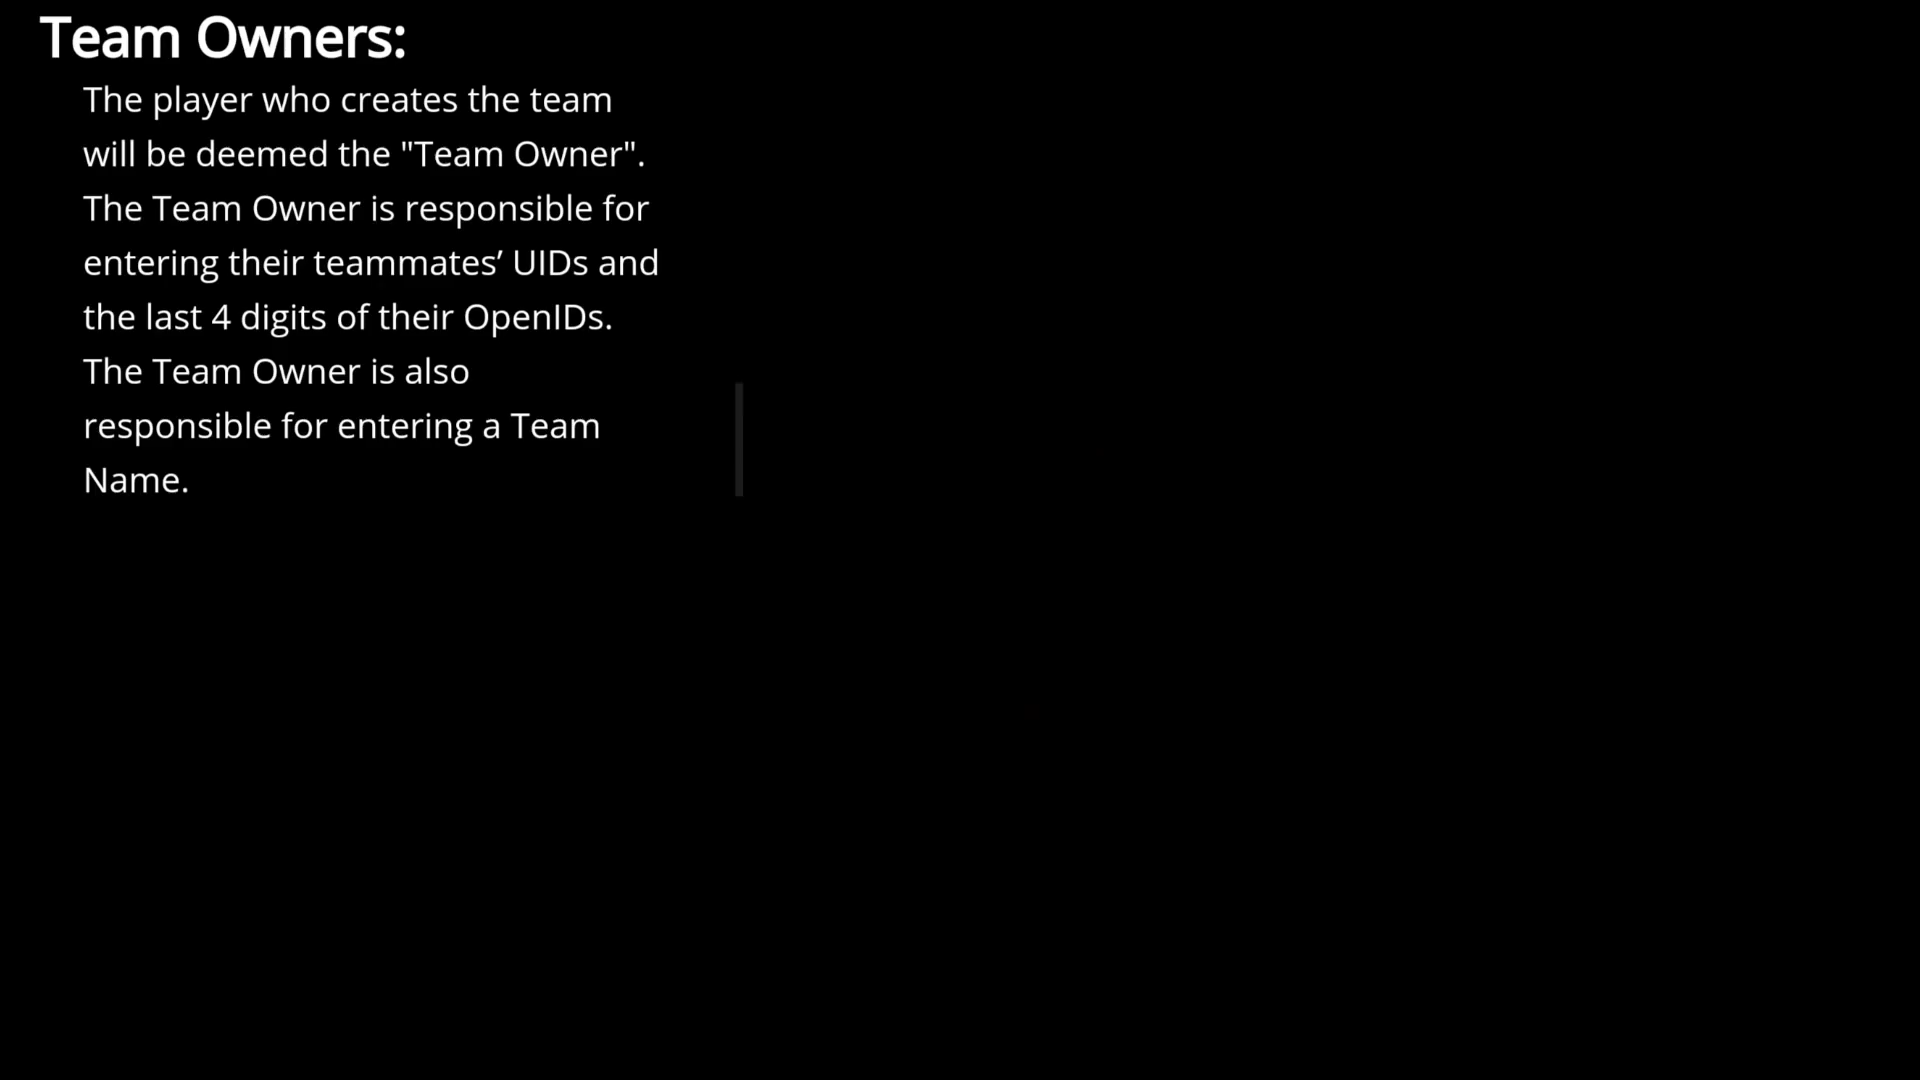 Team Owners:
The player who creates the team
will be deemed the "Team Owner".
The Team Owner is responsible for
entering their teammates’ UIDs and
the last 4 digits of their OpenIDs.
The Team Owner is also
responsible for entering a Team
Name.